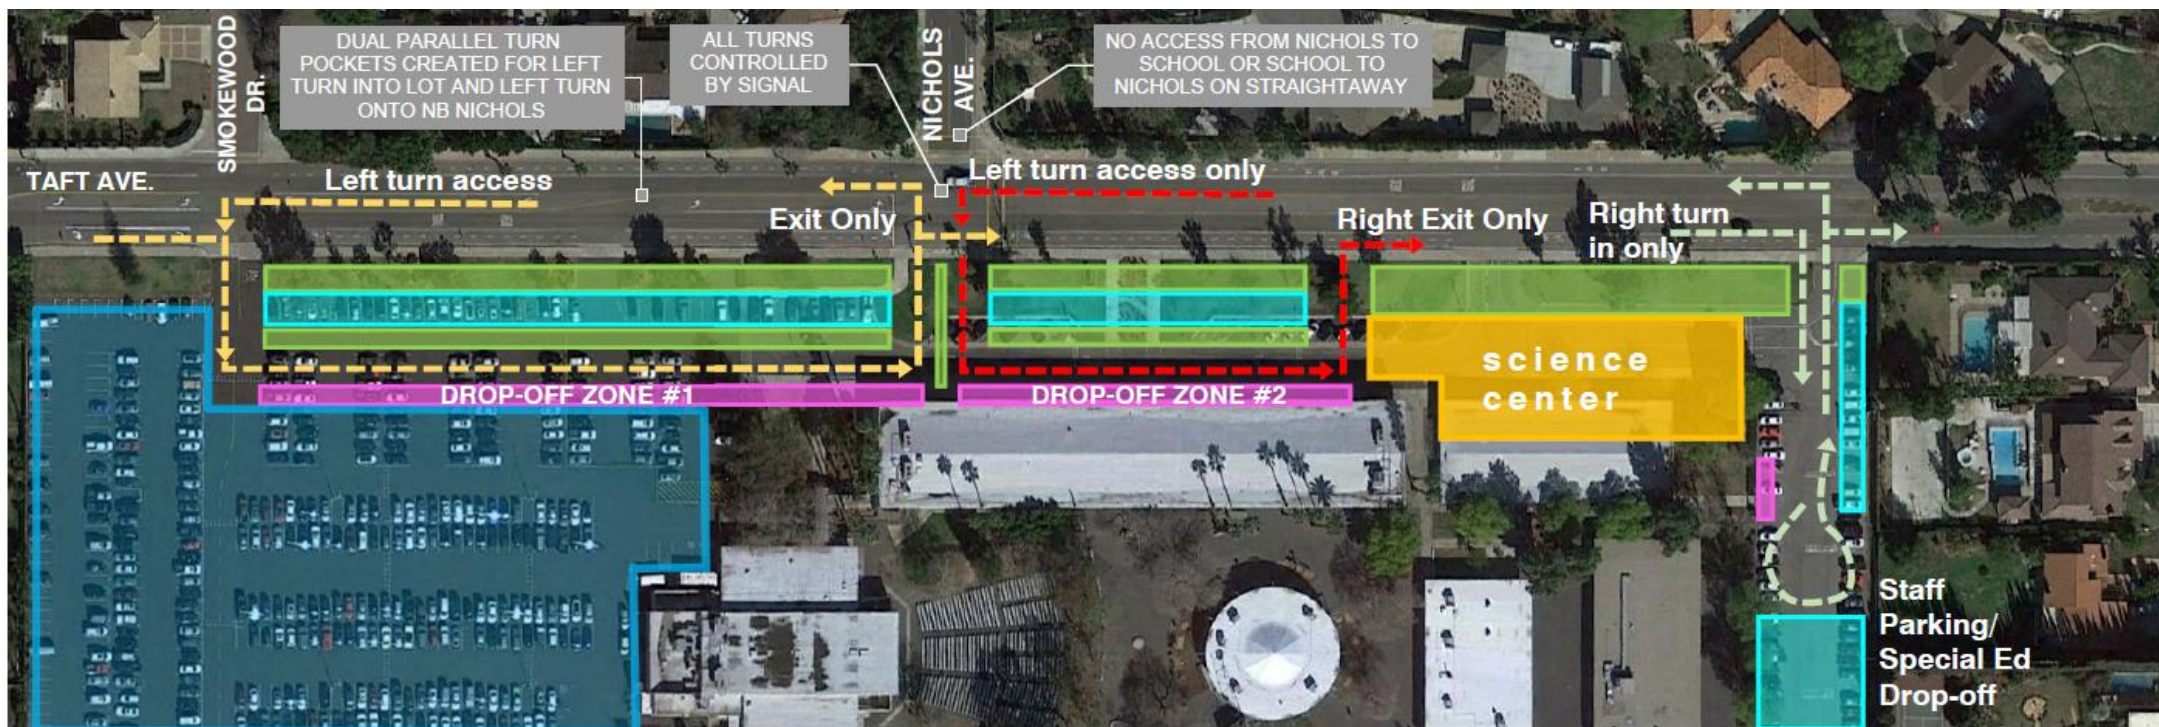 SMOKEWOOD
DR.
DUAL PARALLEL TURN
POCKETS CREATED FOR LEFT
TURN INTO LOT AND LEFT TURN
ONTO NB NICHOLS
ALL TURNS
CONTROLLED
BY SIGNAL
NICHOLS
AVE.
NO ACCESS FROM NICHOLS TO
SCHOOL OR SCHOOL TO
NICHOLS ON STRAIGHTAWAY
TAFT AVE.
Left turn access
Left turn access only
Exit Only
Right Exit Only
Right turn
in only
science
center
DROP-OFF ZONE #1
DROP-OFF ZONE #2
Staff
Parking/
Special Ed
Drop-off